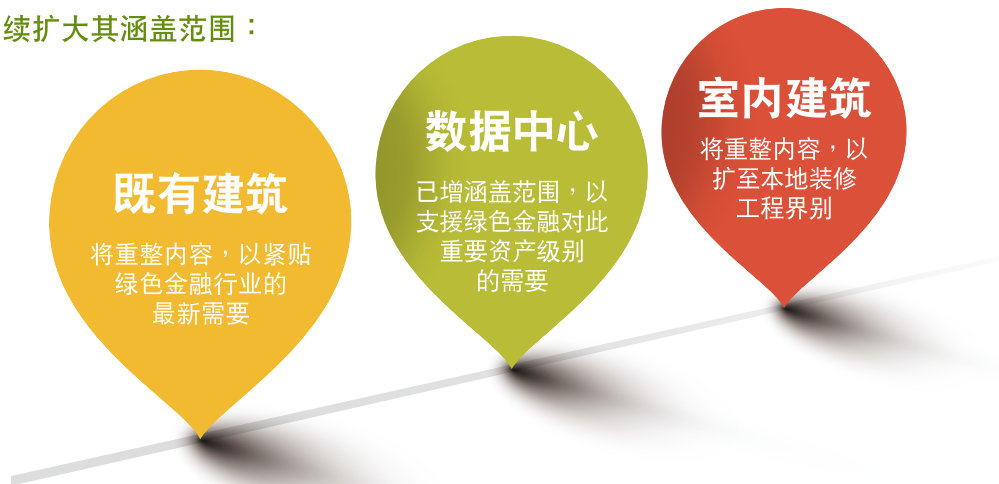 续扩大其涵盖范围：
既有建筑
将重整内容，以紧贴
绿色金融行业的
最新需要
数据中心
已增涵盖范围，以
支援绿色金融对此
重要资产级别
的需要
室内建筑
将重整内容，以
扩至本地装修
工程界别